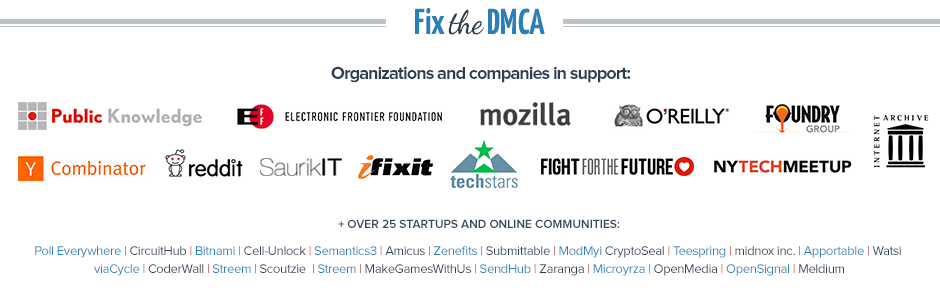 Fix the DMCA
Organizations and companies in support:
Public Knowledge EFF ELECTRONIC FRONTIER FOUNDATION mozilla O'REILLY® FOUNDRY GROUP INTERNET ARCHIVE
Y Combinator reddit SaurikIT ifixit techstars FIGHT FOR THE FUTURE NYTECHMEETUP
+ OVER 25 STARTUPS AND ONLINE COMMUNITIES:
Poll Everywhere | CircuitHub | Bitnami | Cell-Unlock | Semantics3 | Amicus | Zenefits | Submittable | ModMyi CryptoSeal | Teespring | midnox inc. | Apportable | Watsi
viaCycle | CoderWall | Streem | Scoutzie | Streem | MakeGamesWithUs | SendHub | Zaranga | Microyrza | OpenMedia | OpenSignal | Meldium